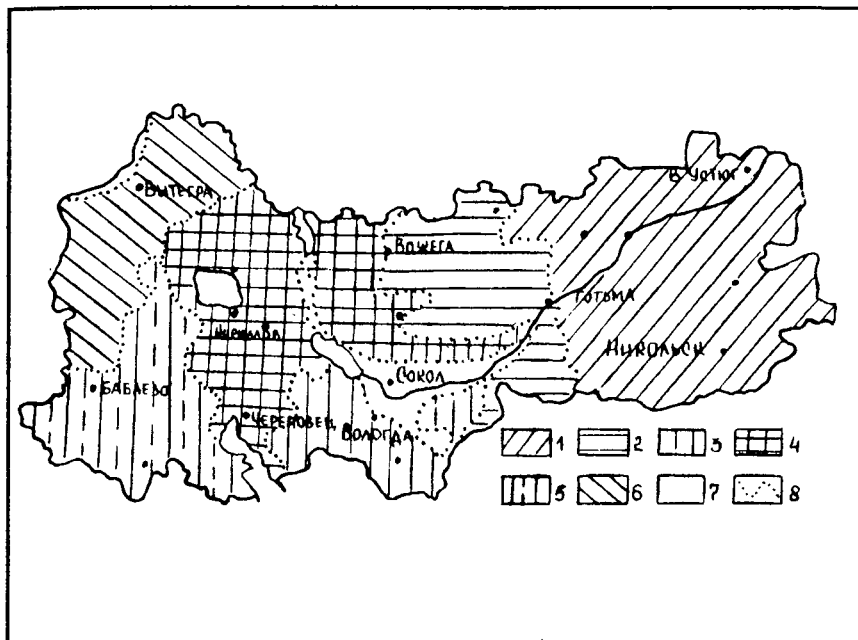 В УСТЮГ
ВЫТЕГРА
ВОЖЕГА
ТОТЬМА
НИКОЛЬСК
СОКОЛ
БАБАЕВО
ЧЕРЕПОВЕЦ
ВОЛОГДА
1 2 3 4
5 6 7 8